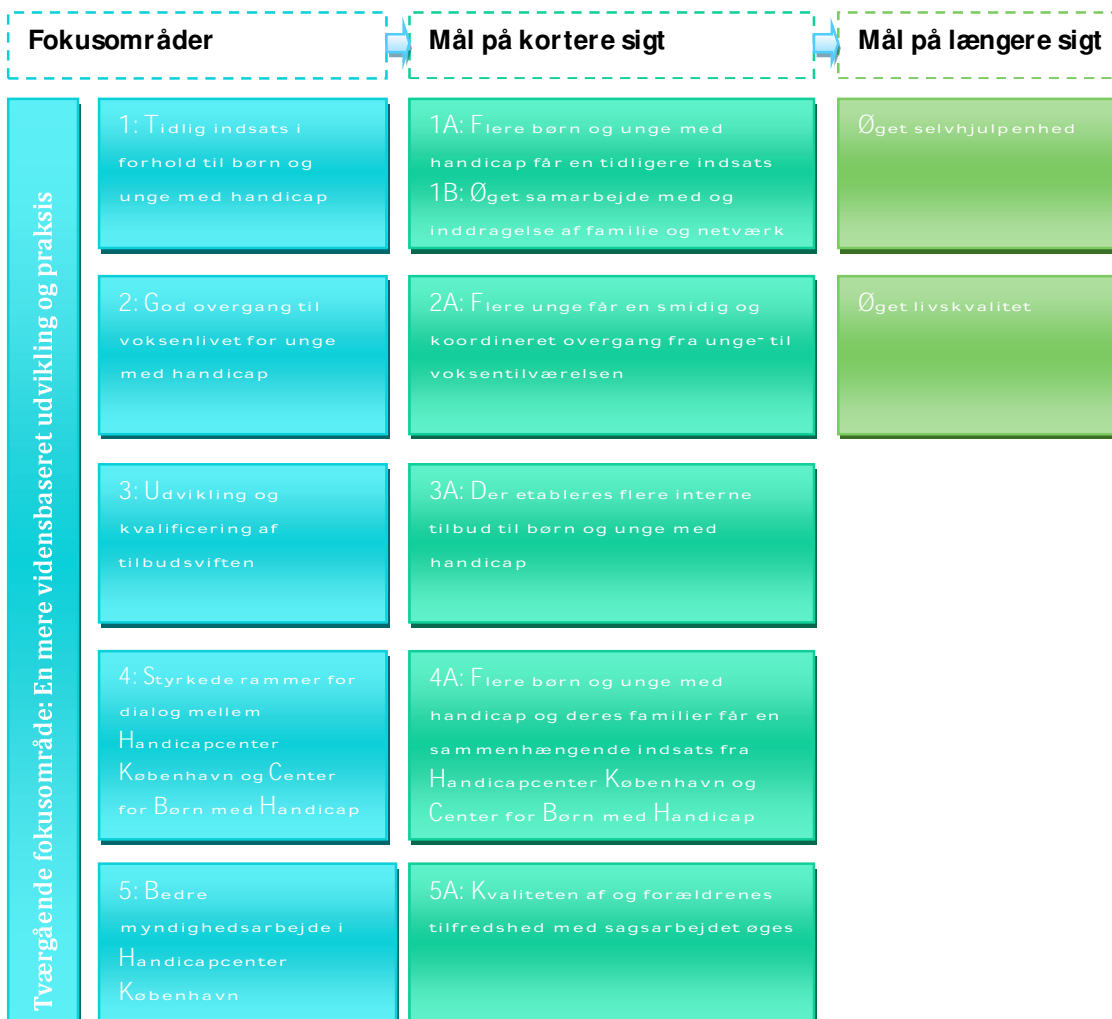 Fokusområder
Mål på kortere sigt
Mål på længere sigt
Tværgående fokusområde: En mere vidensbaseret udvikling og praksis
1: Tidlig indsats i
forhold til børn og
unge med handicap
1A: Flere børn og unge med
handicap får en tidligere indsats
1B: Øget samarbejde med og
inddragelse af familie og netværk
Øget selvhjulpenhed
2: God overgang til
voksenlivet for unge
med handicap
2A: Flere unge får en smidig og
koordineret overgang fra unge- til
voksentilværelsen
Øget livskvalitet
3: Udvikling og
kvalificering af
tilbudsviften
3A: Der etableres flere interne
tilbud til børn og unge med
handicap
4: Styrkede rammer for
dialog mellem
Handicapcenter
København og Center
for Børn med Handicap
4A: Flere børn og unge med
handicap og deres familier får en
sammenhængende indsats fra
Handicapcenter København og
Center for Børn med Handicap
5: Bedre
myndighedsarbejde i
Handicapcenter
København
5A: Kvaliteten af og forældrenes
tilfredshed med sagsarbejdet øges